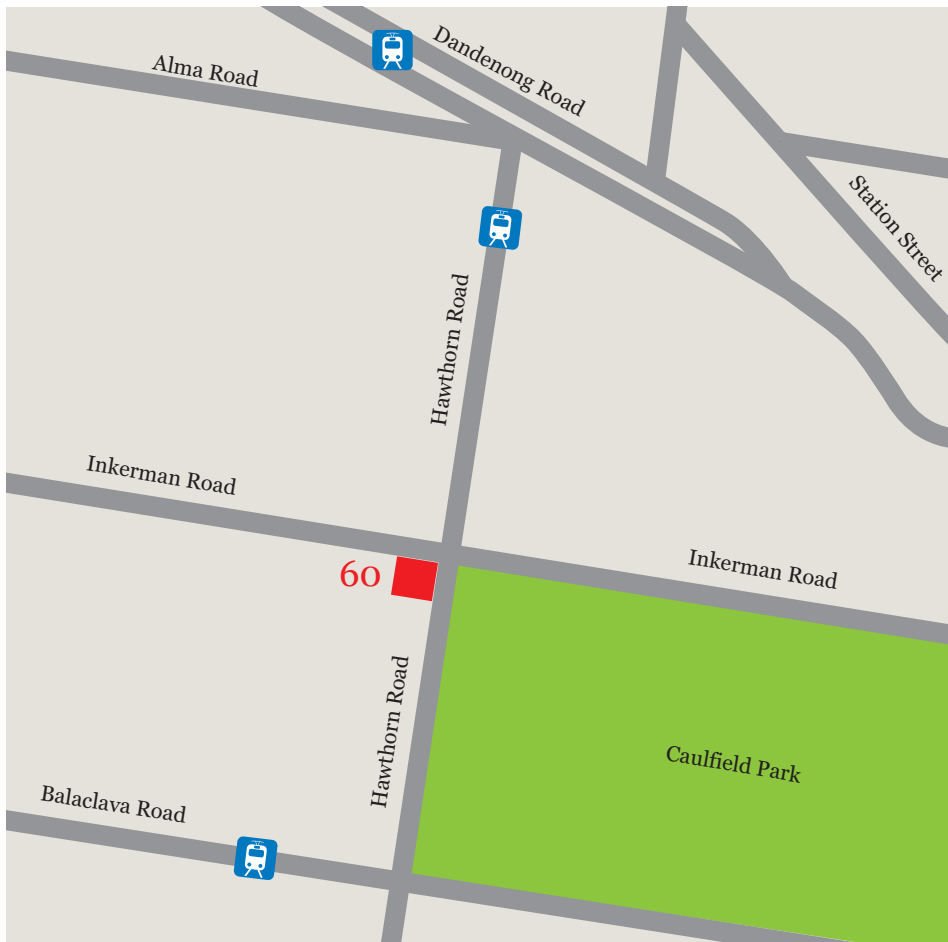 Dandenong Road
Alma Road
Station Street
Hawthorn Road
Inkerman Road
Inkerman Road
60
Hawthorn Road
Caulfield Park
Balaclava Road